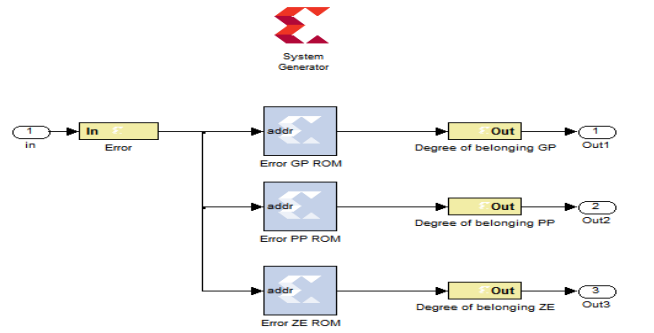 System
Generator
1
in
In
Error
addr
Error GP ROM
Out
Degree of belonging GP
1
Out1
addr
Error PP ROM
Out
Degree of belonging PP
2
Out2
addr
Error ZE ROM
Out
Degree of belonging ZE
3
Out3